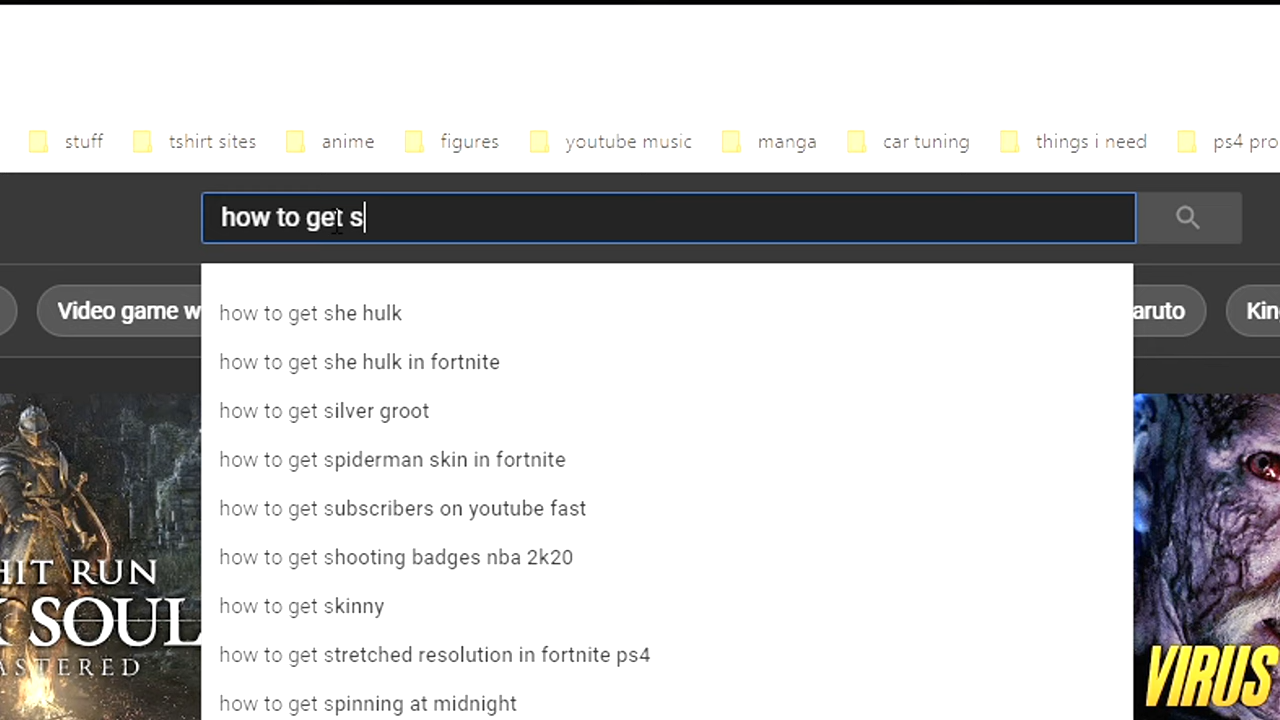 stuff tshirt sites anime figures youtube music manga car tuning things i need ps4 pro
how to get s
Video game w
aruto
Kin
how to get she hulk
how to get she hulk in fortnite
how to get silver groot
how to get spiderman skin in fortnite
how to get subscribers on youtube fast
how to get shooting badges nba 2k20
how to get skinny
how to get stretched resolution in fortnite ps4
how to get spinning at midnight
HIT RUN
K SOUL
ASTERED
VIRUS